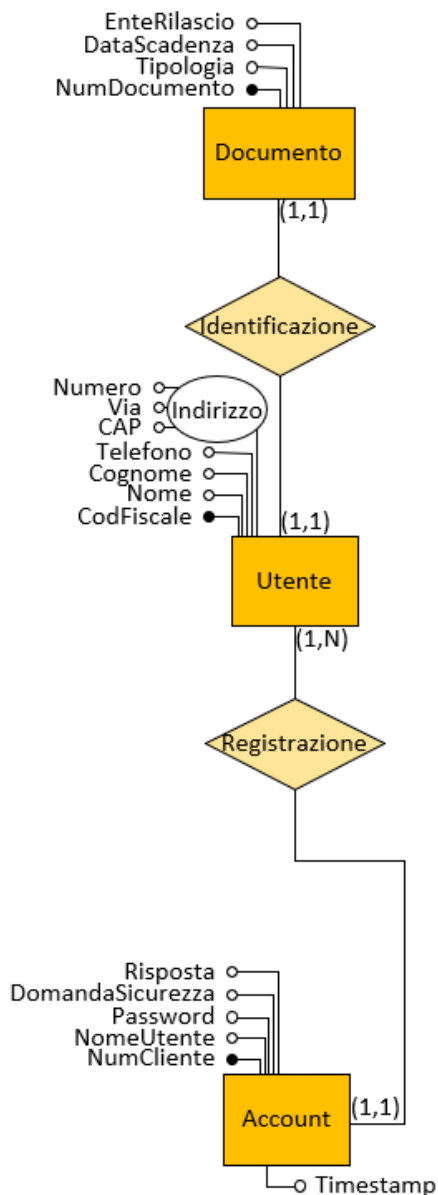 EnteRilascio
DataScadenza
Tipologia
NumDocumento
Documento
(1,1)
Identificazione
Numero
Via
CAP
Indirizzo
Telefono
Cognome
Nome
CodFiscale
(1,1)
Utente
(1,N)
Registrazione
Risposta
DomandaSicurezza
Password
NomeUtente
NumCliente
Account
(1,1)
Timestamp